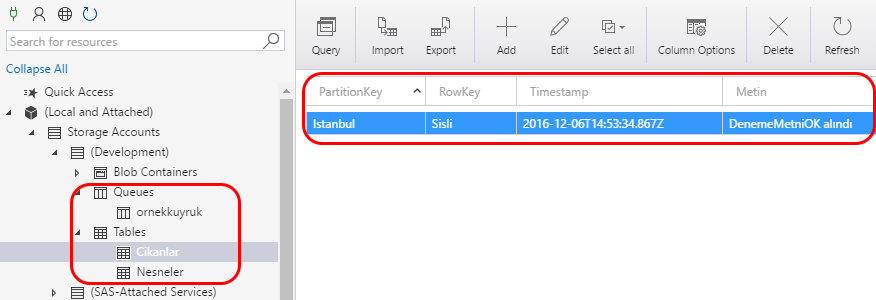 Search for resources
Collapse All
Quick Access
(Local and Attached)
Storage Accounts
(Development)
Blob Containers
Queues
ornekkuyruk
Tables
Cikanlar
Nesneler
(SAS-Attached Services)
Query Import Export Add Edit Select all Column Options Delete Refresh
PartitionKey RowKey Timestamp Metin
Istanbul Sisli 2016-12-06T14:53:34.867Z DenemeMetniOK alındı